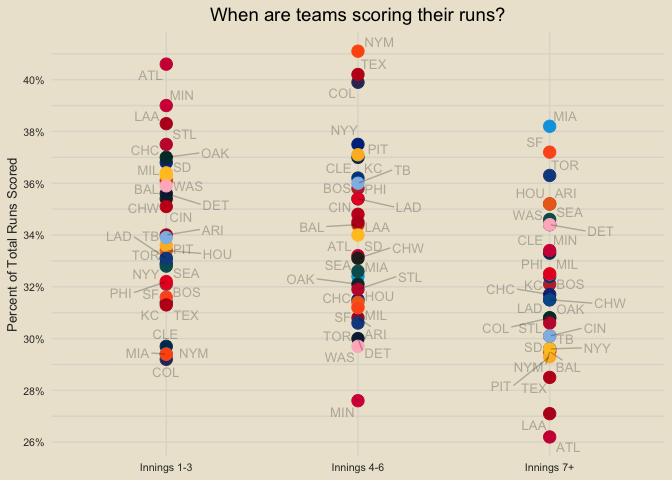 When are teams scoring their runs?
Percent of Total Runs Scored
40%
38%
36%
34%
32%
30%
28%
26%
ATL
MIN
LAA
STL
CHC
OAK
MIL
SD
BAL
WAS
DET
CHW
CIN
ARI
LAD
TB
TOR
PIT
HOU
NYY
SEA
PHI
SF
BOS
KC
TEX
CLE
MIA
NYM
COL
NYM
TEX
COL
NYY
PIT
CLE
KC
TB
BOS
PHI
CIN
LAD
BAL
LAA
ATL
SD
CHW
SEA
MIA
OAK
STL
CHC
HOU
SF
MIL
TOR
ARI
WAS
DET
MIN
MIA
SF
TOR
HOU
ARI
WAS
SEA
DET
CLE
MIN
PHI
MIL
CHC
KC
BOS
CHW
LAD
OAK
COL
STL
CIN
TB
SD
NYY
NYM
BAL
PIT
TEX
LAA
ATL
Innings 1-3
Innings 4-6
Innings 7+